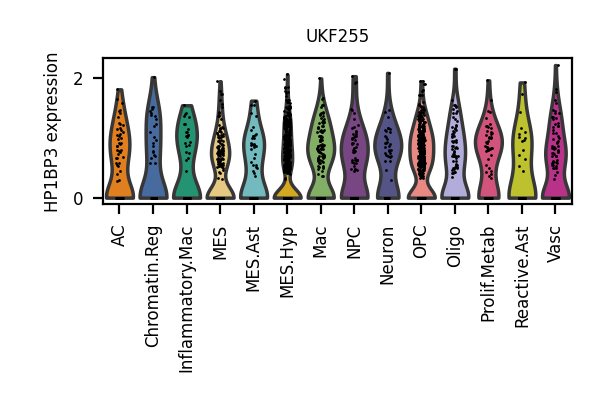 UKF255
HP1BP3 expression
2
0
AC
Chromatin.Reg
Inflammatory.Mac
MES
MES.Ast
MES.Hyp
Mac
NPC
Neuron
OPC
Oligo
Prolif.Metab
Reactive.Ast
Vasc